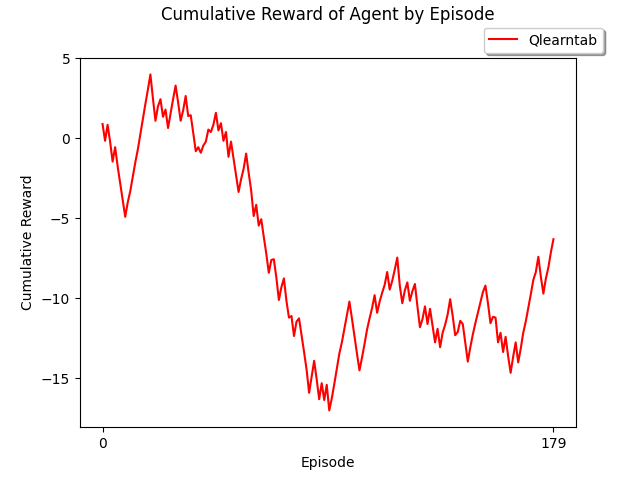 Cumulative Reward of Agent by Episode
Qlearntab
5
0
−5
−10
−15
Cumulative Reward
0 179
Episode